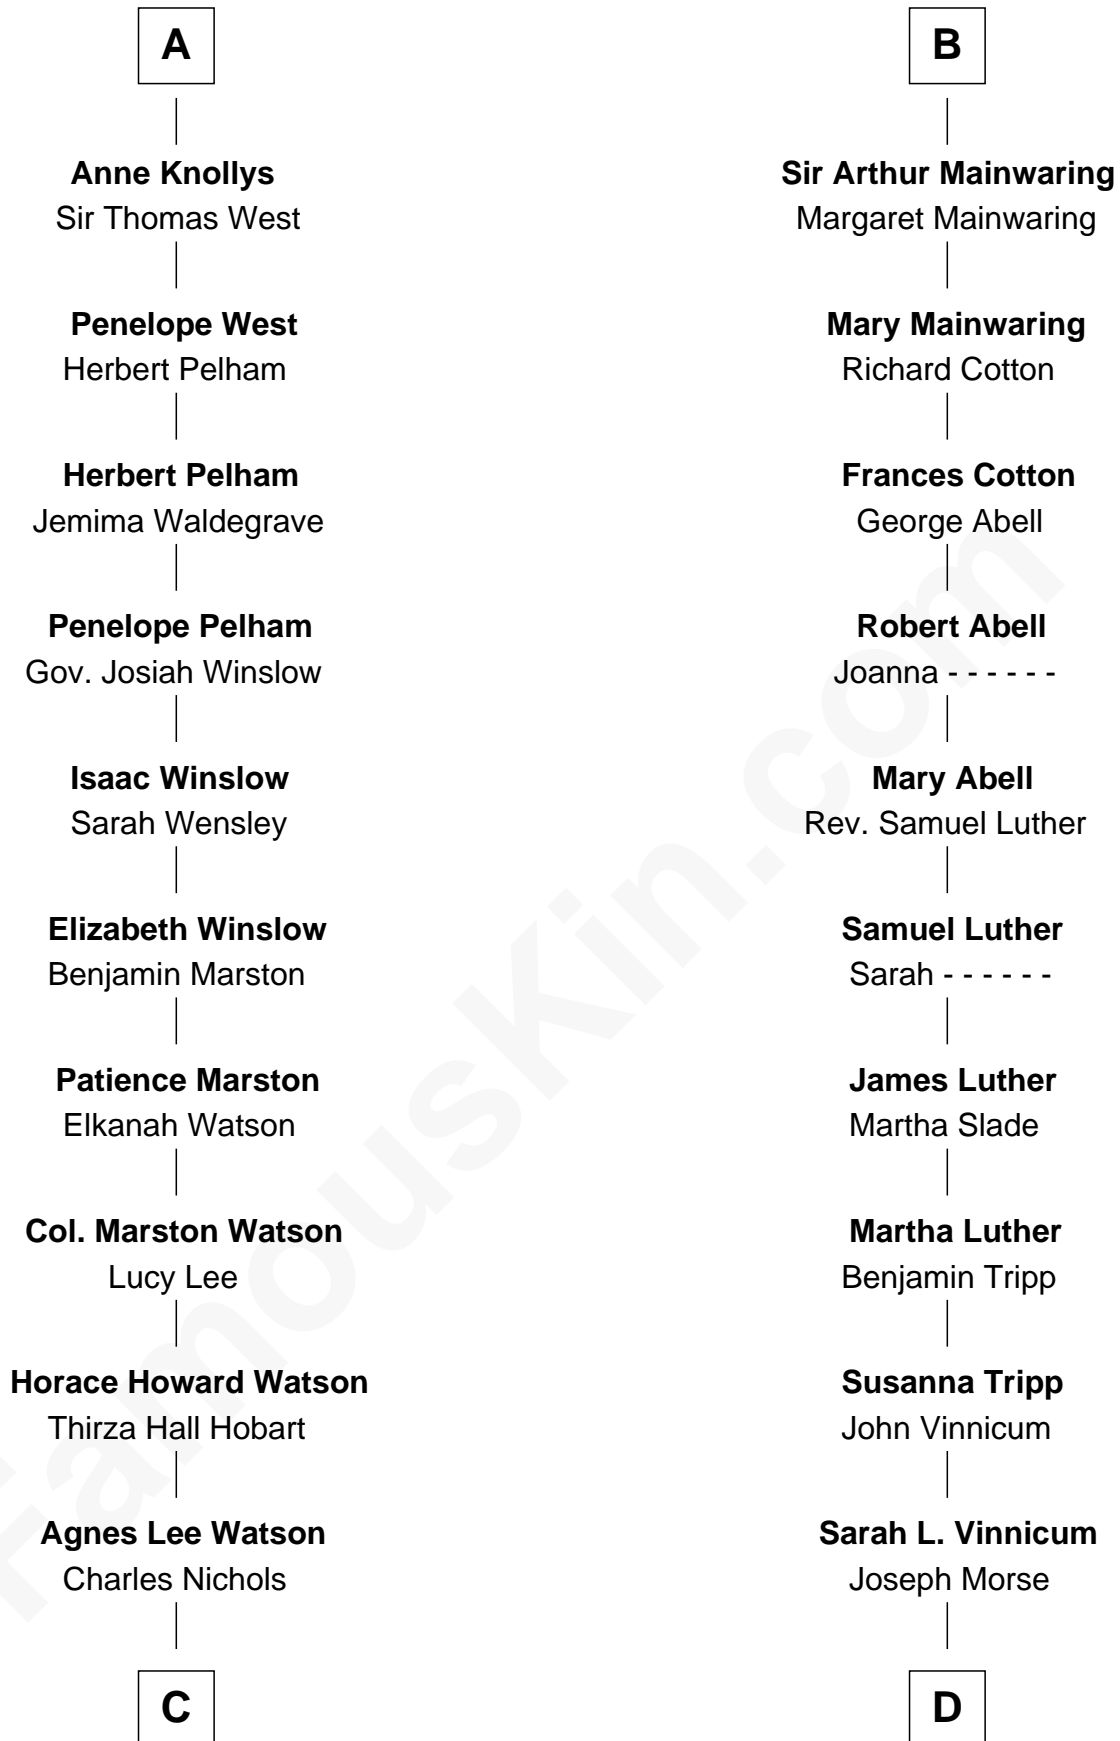 A
Anne Knollys
Sir Thomas West
Penelope West
Herbert Pelham
Herbert Pelham
Jemima Waldegrave
Penelope Pelham
Gov. Josiah Winslow
Isaac Winslow
Sarah Wensley
Elizabeth Winslow
Benjamin Marston
Patience Marston
Elkanah Watson
Col. Marston Watson
Lucy Lee
Horace Howard Watson
Thirza Hall Hobart
Agnes Lee Watson
Charles Nichols
C
B
Sir Arthur Mainwaring
Margaret Mainwaring
Mary Mainwaring
Richard Cotton
Frances Cotton
George Abell
Robert Abell
Joanna - - - - - -
Mary Abell
Rev. Samuel Luther
Samuel Luther
Sarah - - - - - -
James Luther
Martha Slade
Martha Luther
Benjamin Tripp
Susanna Tripp
John Vinnicum
Sarah L. Vinnicum
Joseph Morse
D
FamousKin.com